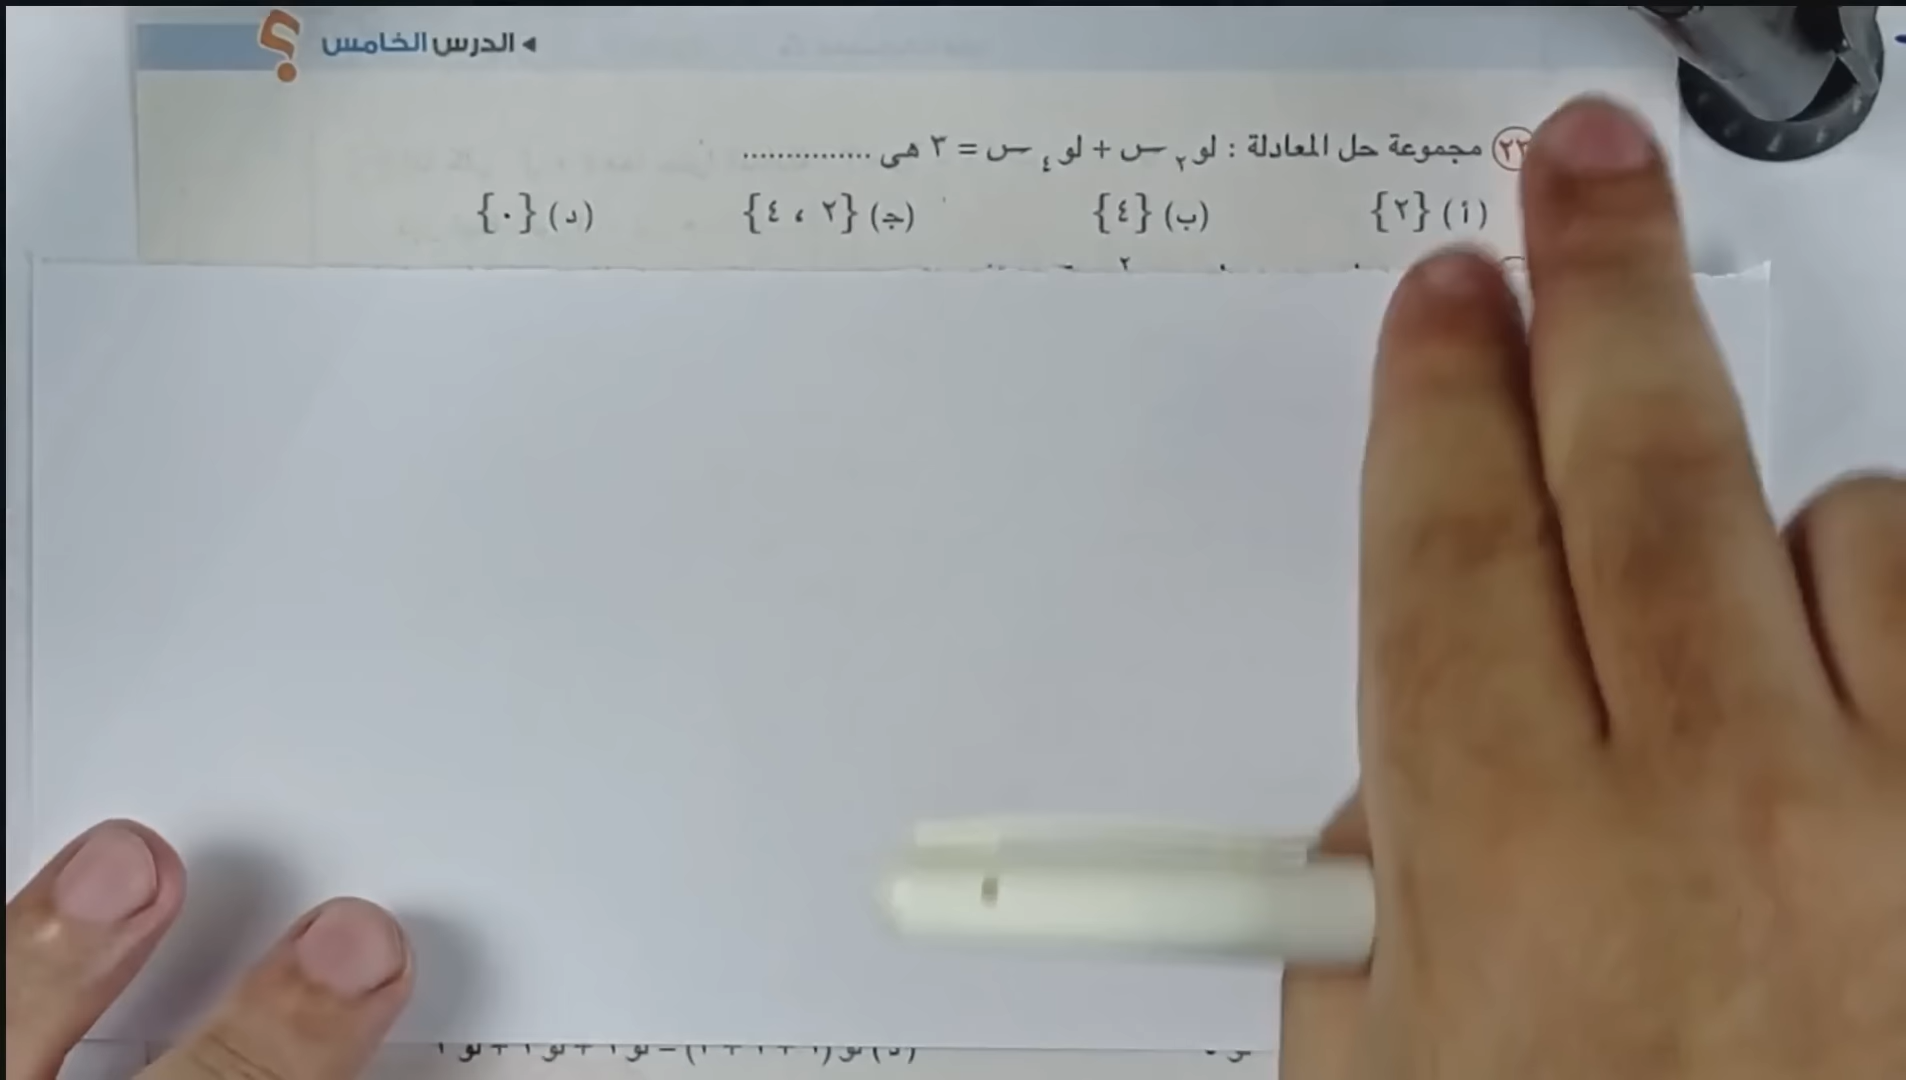 ◂ الدرس الخامس
٢٢ مجموعة حل المعادلة : لو٢ س + لو٤ س = ٣ هى ...............
(أ) {٢} (ب) {٤} (جـ) {٢ ، ٤} (د) {٠}